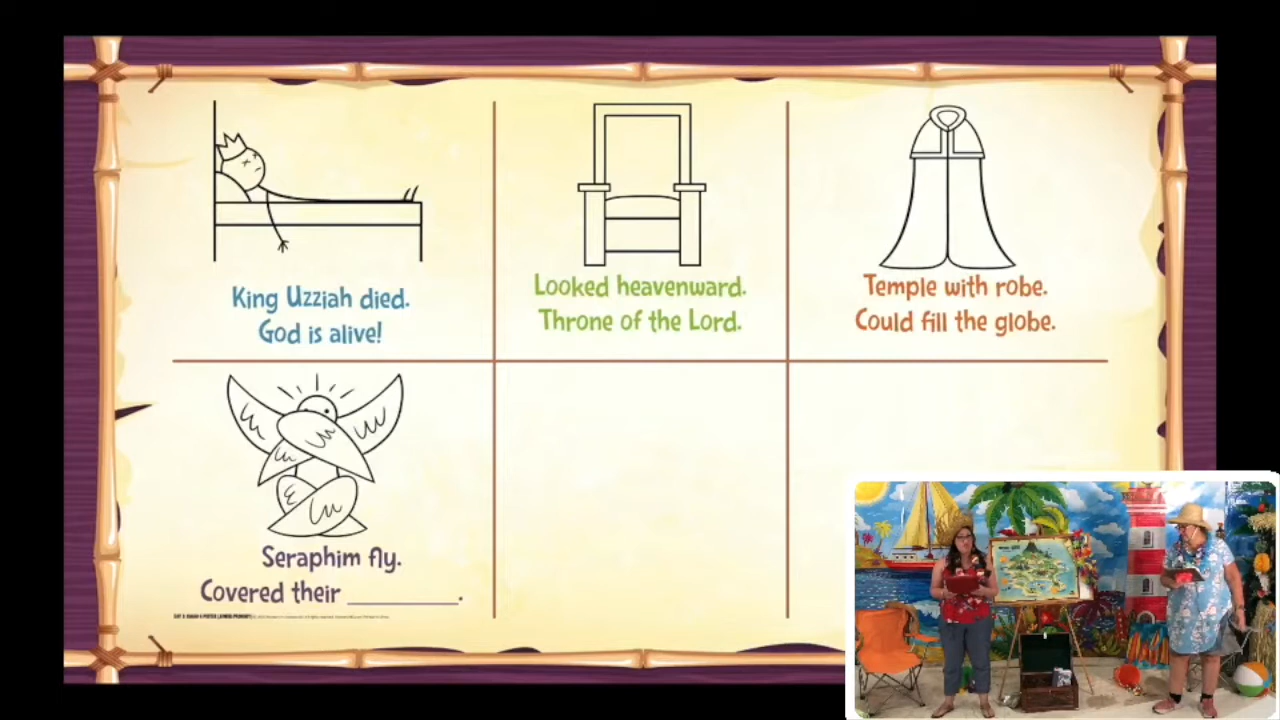 King Uzziah died.
God is alive!
Looked heavenward.
Throne of the Lord.
Temple with robe.
Could fill the globe.
Seraphim fly.
Covered their __________.